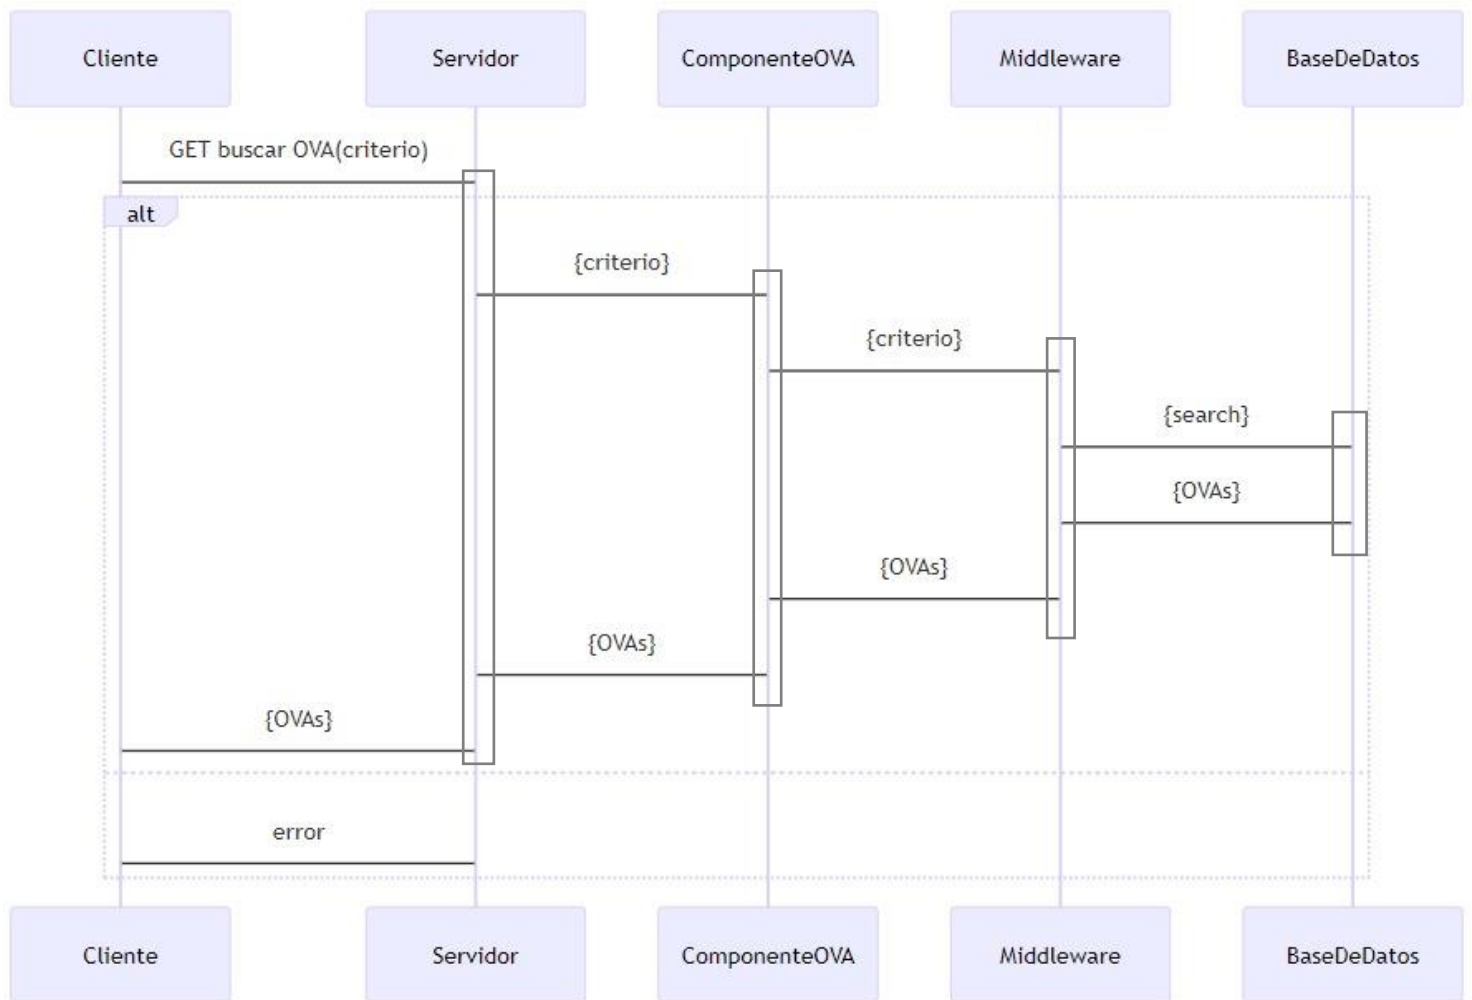 Cliente
Servidor
ComponenteOVA
Middleware
BaseDeDatos
GET buscar OVA(criterio)
alt
{criterio}
{criterio}
{search}
{OVAs}
{OVAs}
{OVAs}
{OVAs}
error
Cliente
Servidor
ComponenteOVA
Middleware
BaseDeDatos